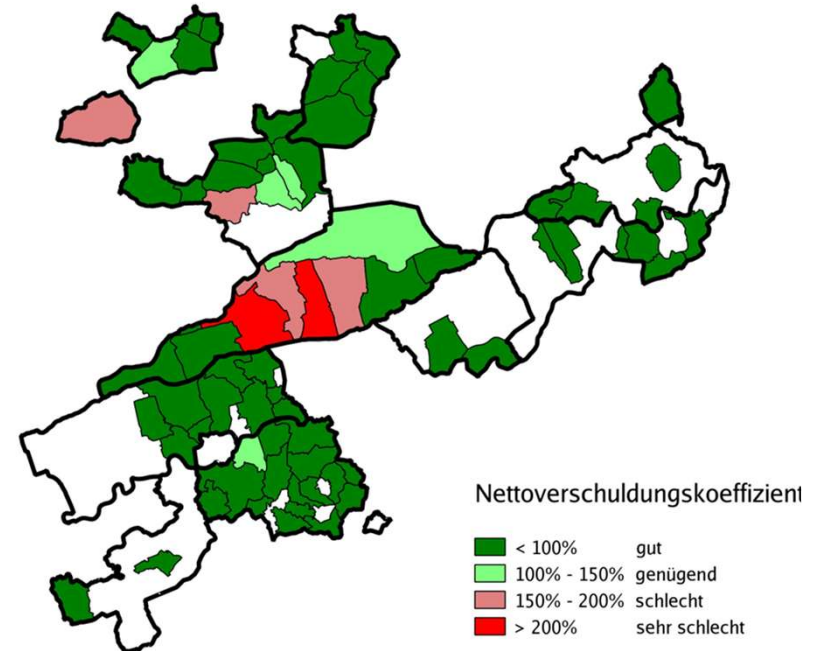 Nettoverschuldungskoeffizient
< 100% gut
100% - 150% genügend
150% - 200% schlecht
> 200% sehr schlecht